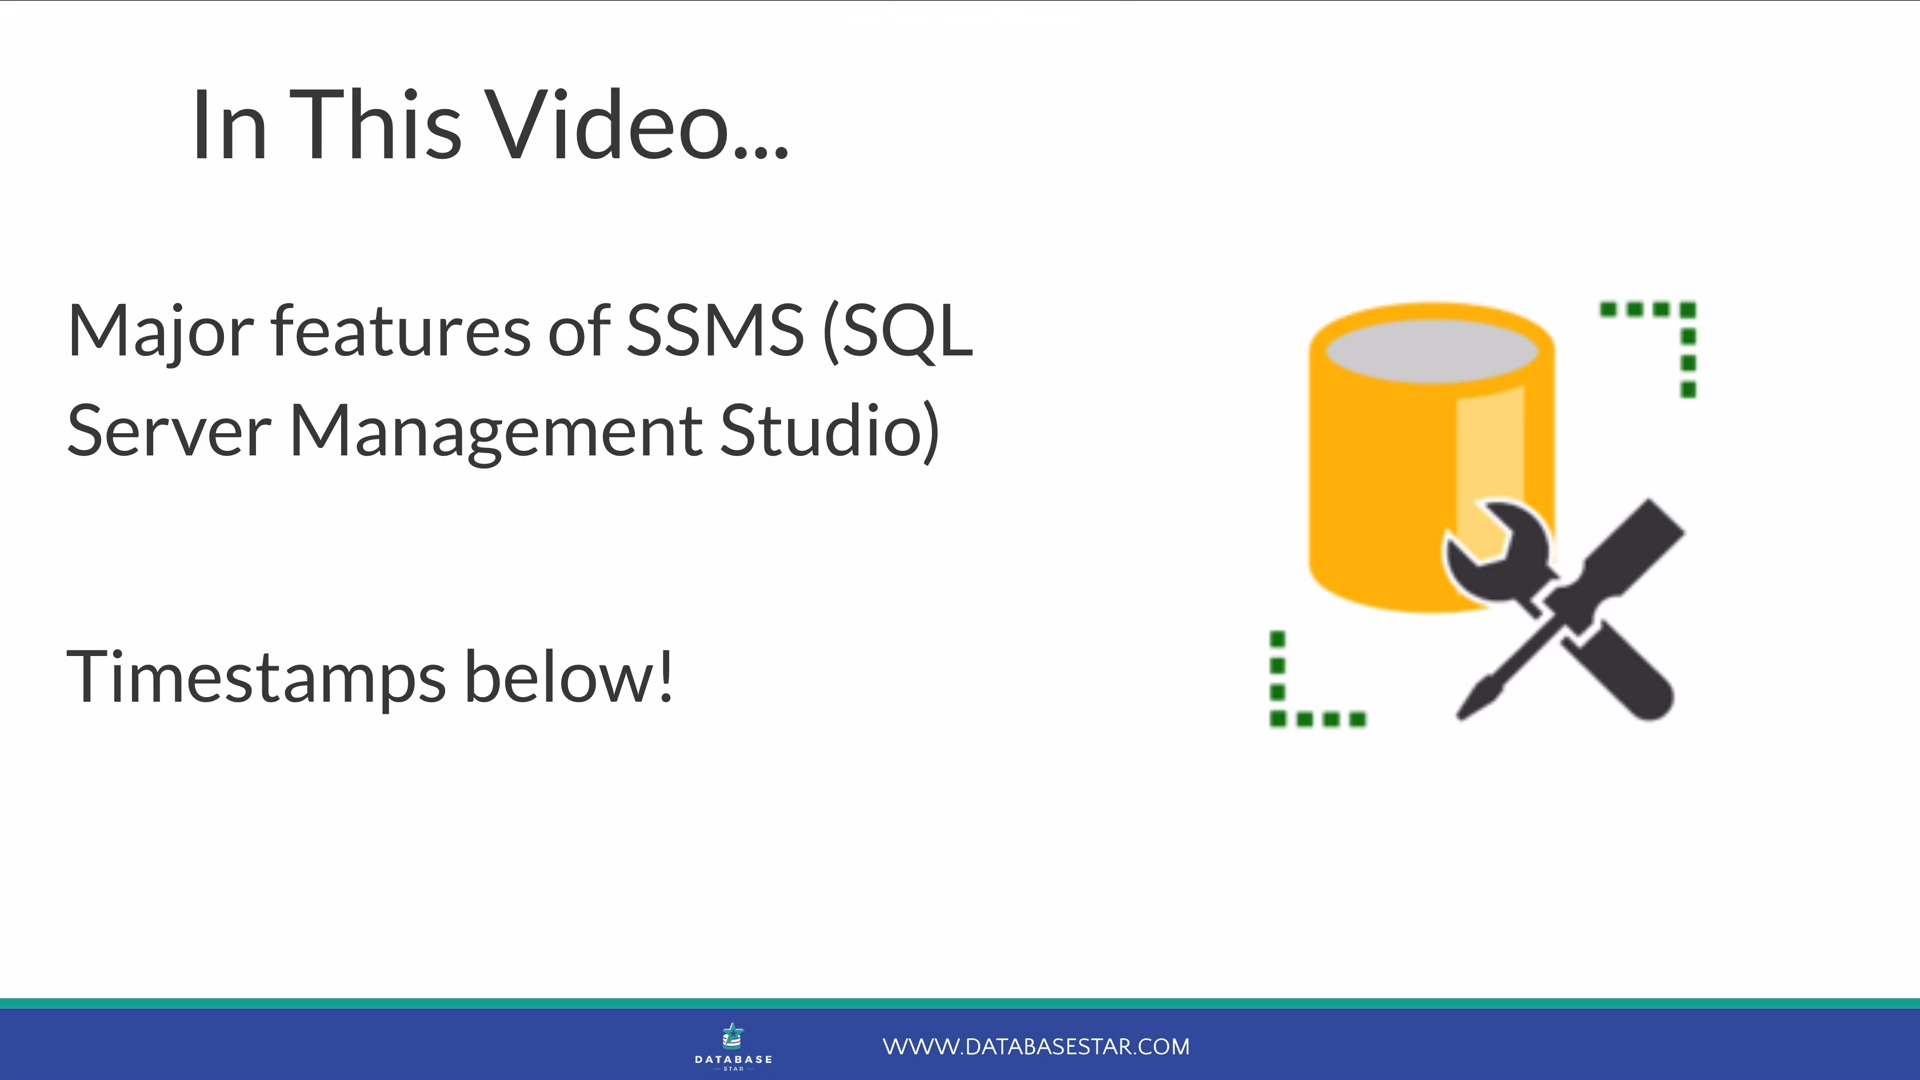 In This Video...
Major features of SSMS (SQL
Server Management Studio)
Timestamps below!
DATABASE
STAR
WWW.DATABASESTAR.COM